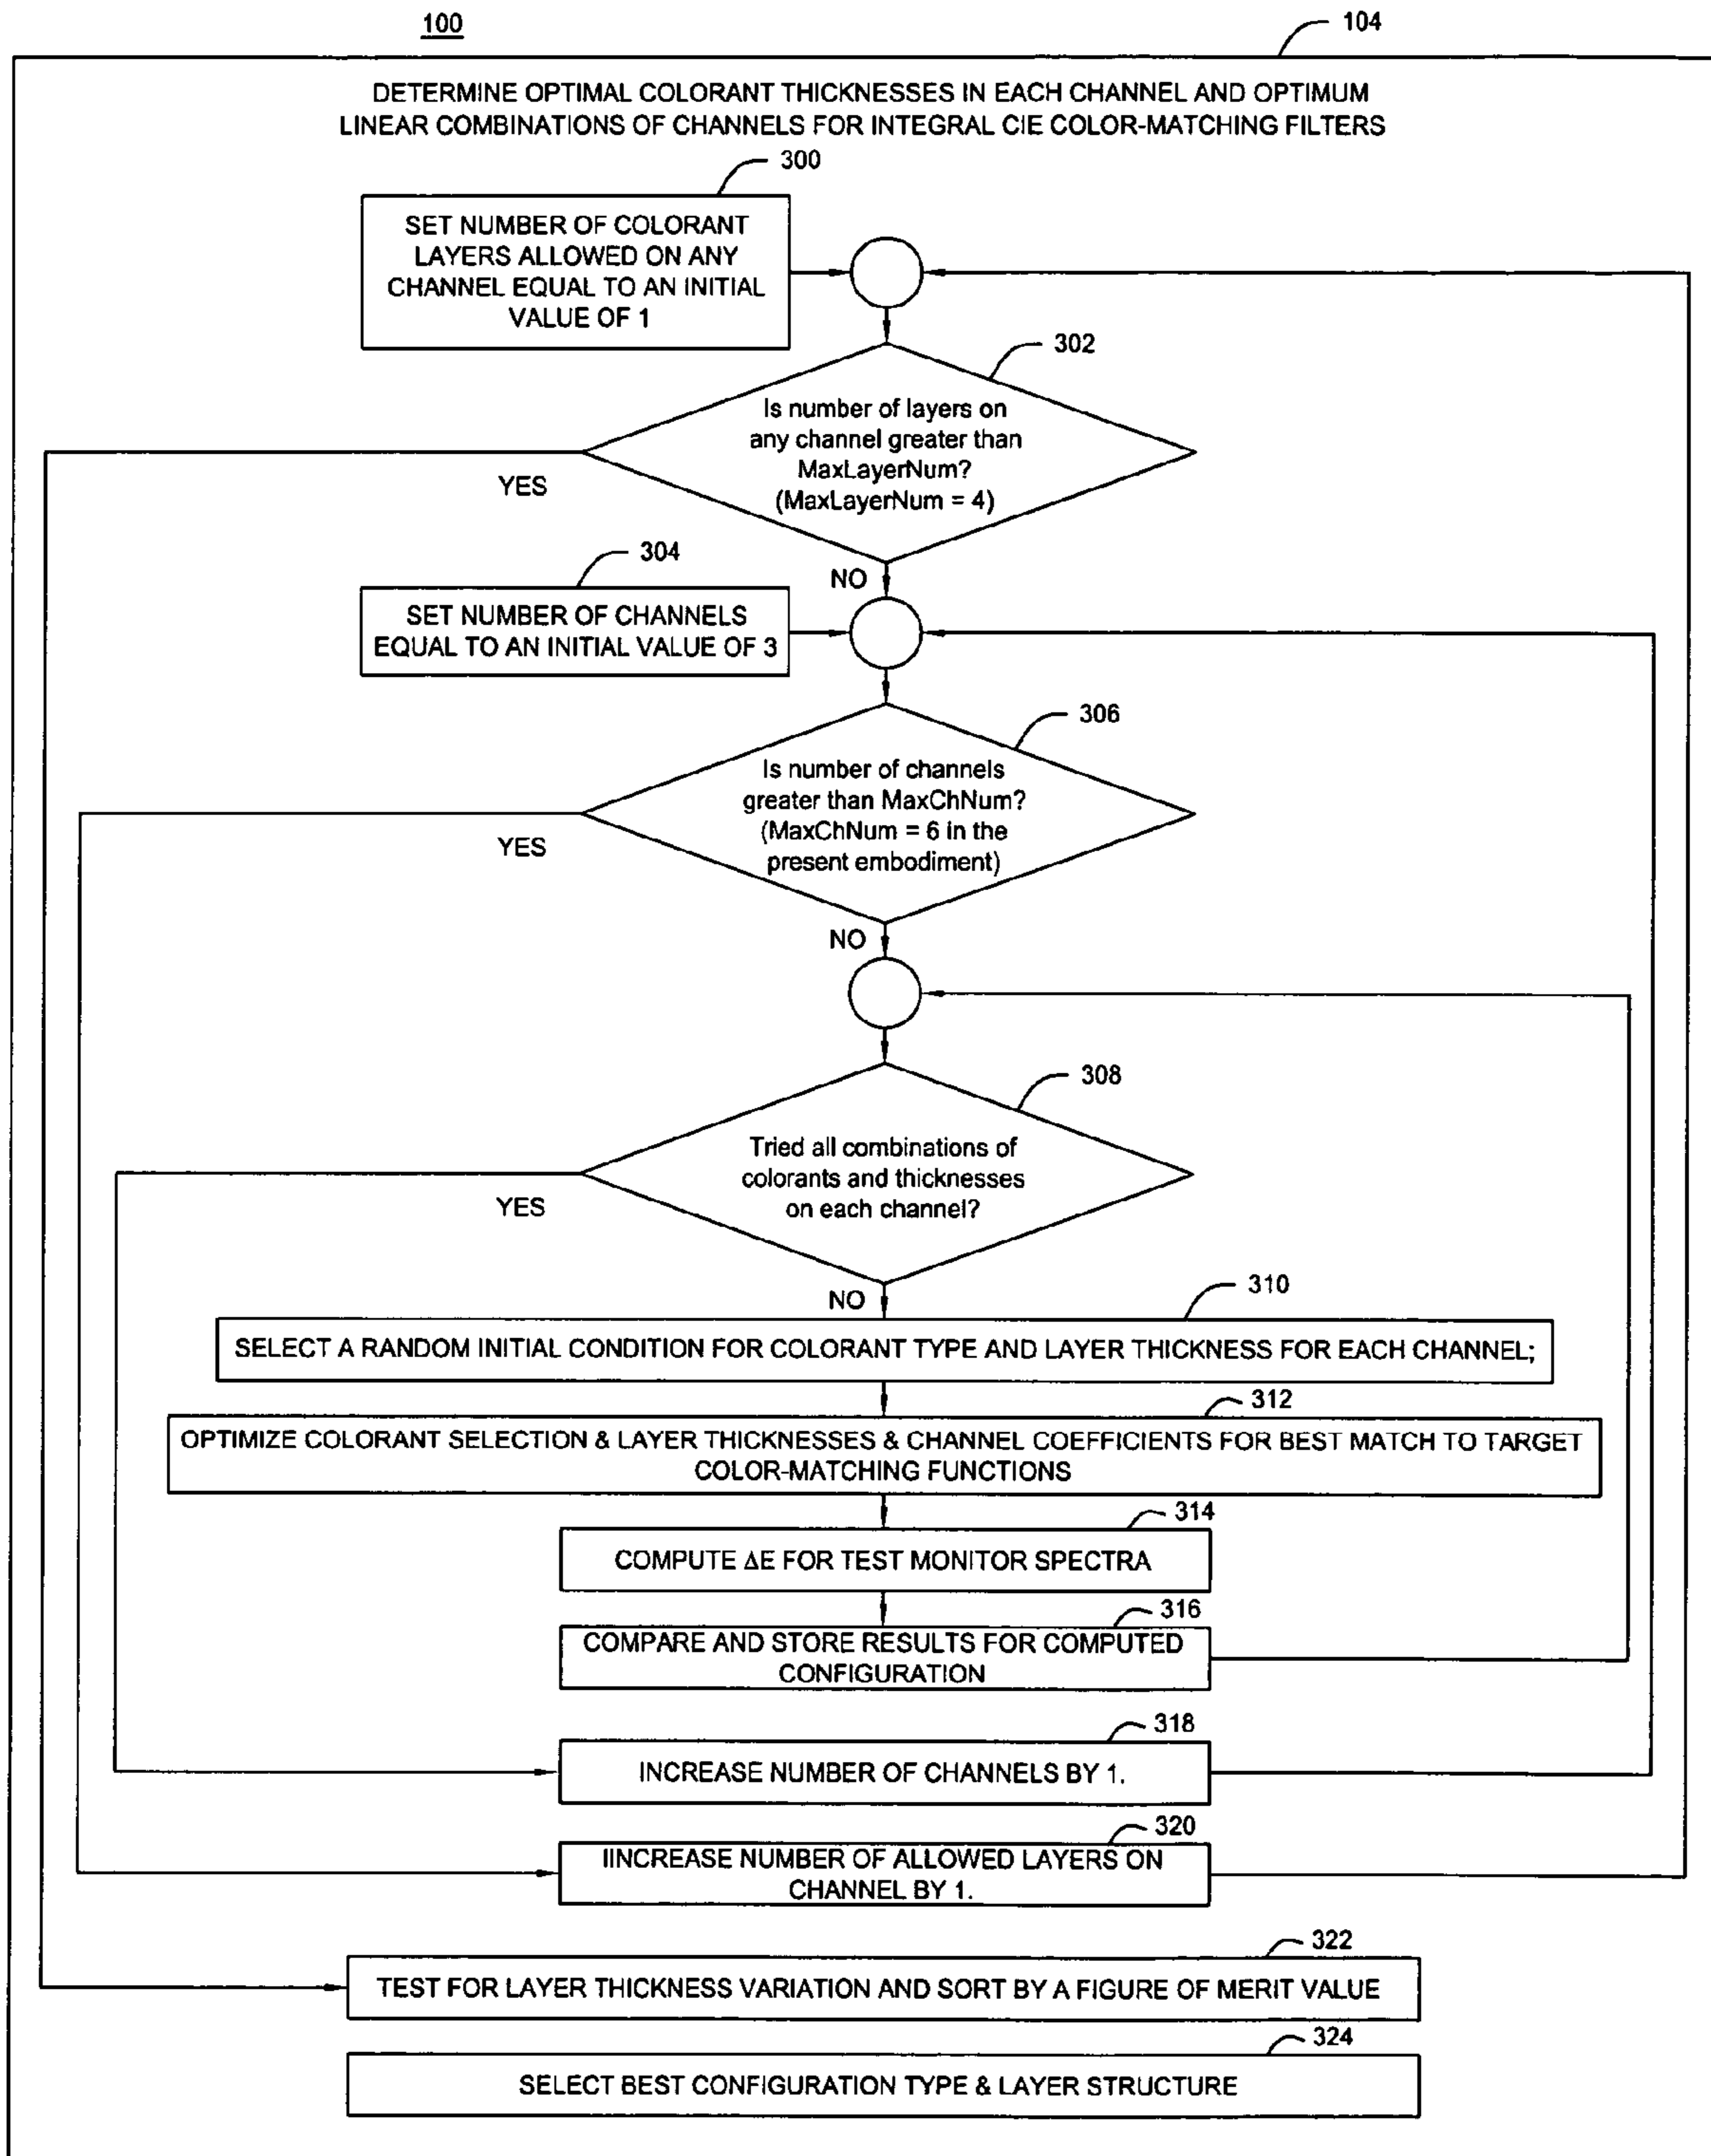 100
104
DETERMINE OPTIMAL COLORANT THICKNESSES IN EACH CHANNEL AND OPTIMUM
LINEAR COMBINATIONS OF CHANNELS FOR INTEGRAL CIE COLOR-MATCHING FILTERS
300
SET NUMBER OF COLORANT
LAYERS ALLOWED ON ANY
CHANNEL EQUAL TO AN INITIAL
VALUE OF 1
302
Is number of layers on
any channel greater than
MaxLayerNum?
(MaxLayerNum = 4)
YES
NO
304
SET NUMBER OF CHANNELS
EQUAL TO AN INITIAL VALUE OF 3
306
Is number of channels
greater than MaxChNum?
(MaxChNum = 6 in the
present embodiment)
YES
NO
308
Tried all combinations of
colorants and thicknesses
on each channel?
YES
NO
310
SELECT A RANDOM INITIAL CONDITION FOR COLORANT TYPE AND LAYER THICKNESS FOR EACH CHANNEL;
312
OPTIMIZE COLORANT SELECTION & LAYER THICKNESSES & CHANNEL COEFFICIENTS FOR BEST MATCH TO TARGET
COLOR-MATCHING FUNCTIONS
314
COMPUTE ΔE FOR TEST MONITOR SPECTRA
316
COMPARE AND STORE RESULTS FOR COMPUTED
CONFIGURATION
318
INCREASE NUMBER OF CHANNELS BY 1.
320
IINCREASE NUMBER OF ALLOWED LAYERS ON
CHANNEL BY 1.
322
TEST FOR LAYER THICKNESS VARIATION AND SORT BY A FIGURE OF MERIT VALUE
324
SELECT BEST CONFIGURATION TYPE & LAYER STRUCTURE